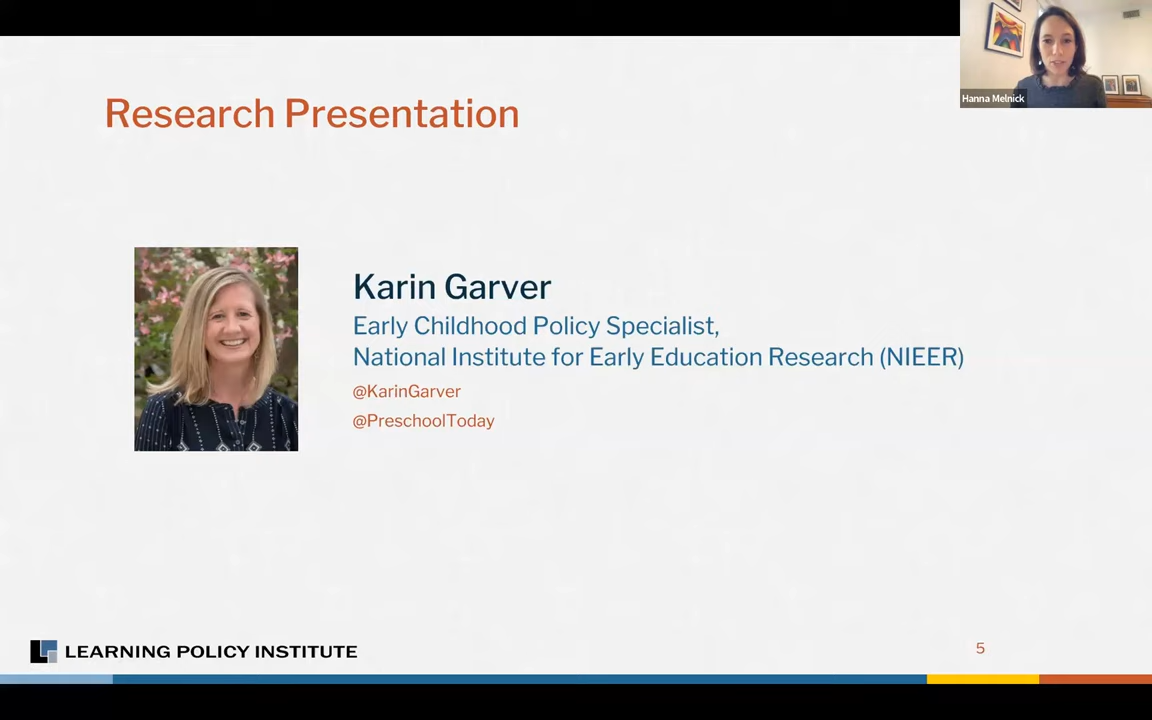 Research Presentation
Hanna Melnick
Karin Garver
Early Childhood Policy Specialist,
National Institute for Early Education Research (NIEER)
@KarinGarver
@PreschoolToday
LEARNING POLICY INSTITUTE
5